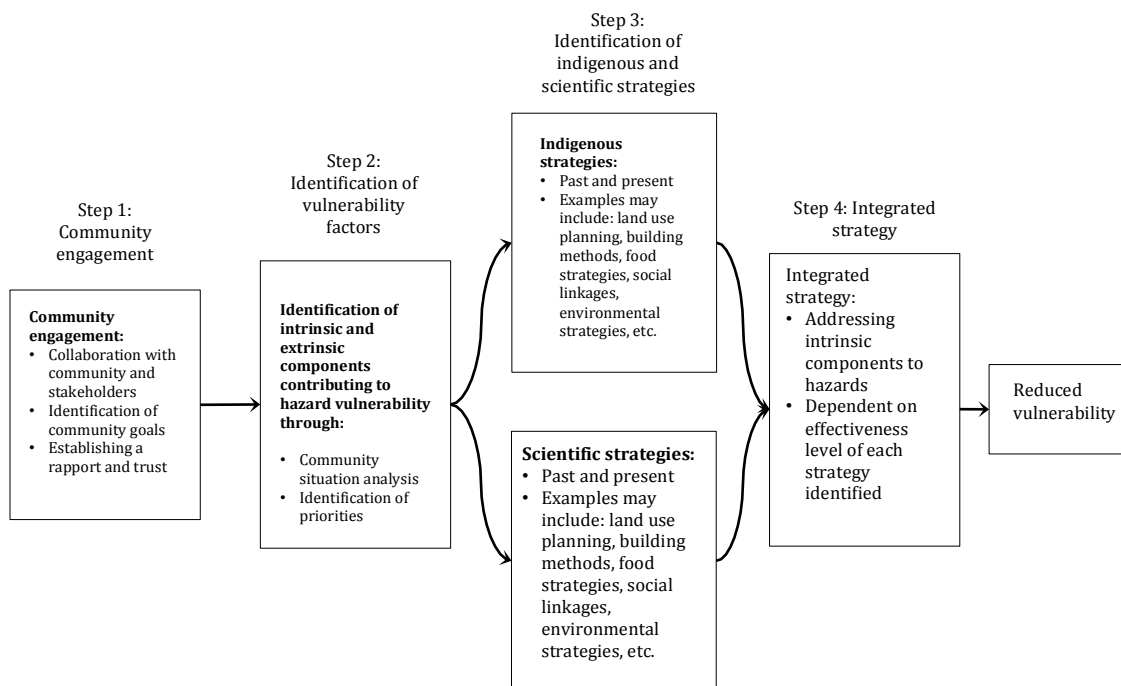 Step 1:
Community
engagement
Community
engagement:
• Collaboration with
community and
stakeholders
• Identification of
community goals
• Establishing a
rapport and trust
Step 2:
Identification of
vulnerability
factors
Identification of
intrinsic and
extrinsic
components
contributing to
hazard vulnerability
through:
• Community
situation analysis
• Identification of
priorities
Step 3:
Identification of
indigenous and
scientific strategies
Indigenous
strategies:
• Past and present
• Examples may
include: land use
planning, building
methods, food
strategies, social
linkages,
environmental
strategies, etc.
Scientific strategies:
• Past and present
• Examples may
include: land use
planning, building
methods, food
strategies, social
linkages,
environmental
strategies, etc.
Step 4: Integrated
strategy
Integrated
strategy:
• Addressing
intrinsic
components to
hazards
• Dependent on
effectiveness
level of each
strategy
identified
Reduced
vulnerability